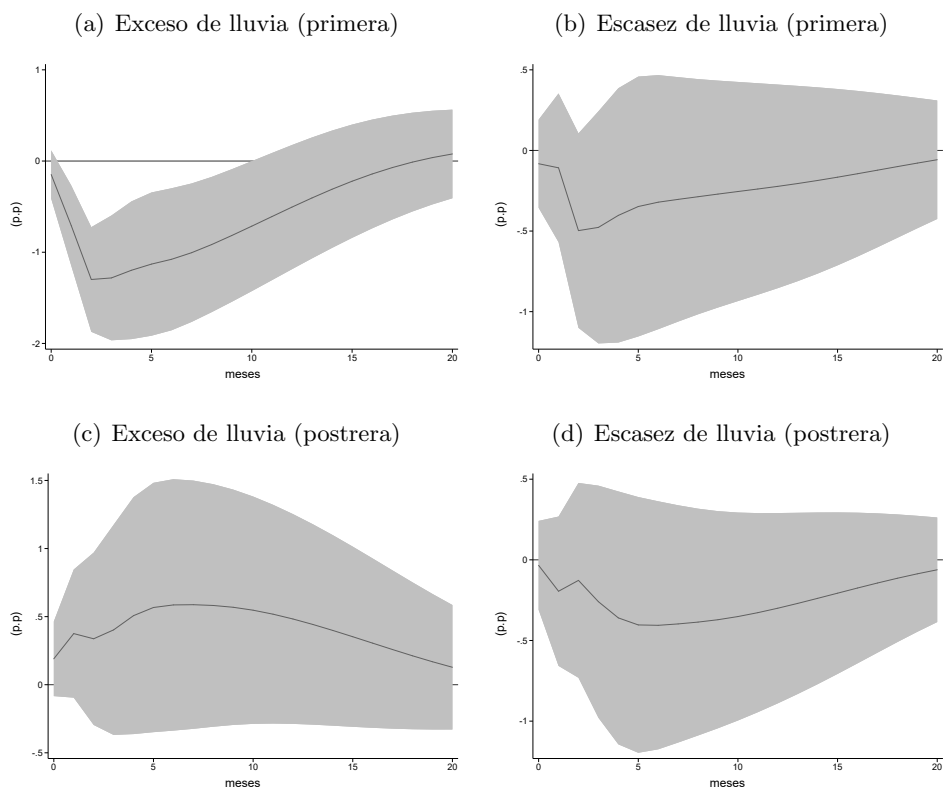 (a) Exceso de lluvia (primera)
1
0
-1
-2
(p.p)
0 5 10 15 20
meses
(b) Escasez de lluvia (primera)
.5
0
-.5
-1
(p.p)
0 5 10 15 20
meses
(c) Exceso de lluvia (postrera)
1.5
1
.5
0
-.5
(p.p)
0 5 10 15 20
meses
(d) Escasez de lluvia (postrera)
.5
0
-.5
-1
(p.p)
0 5 10 15 20
meses